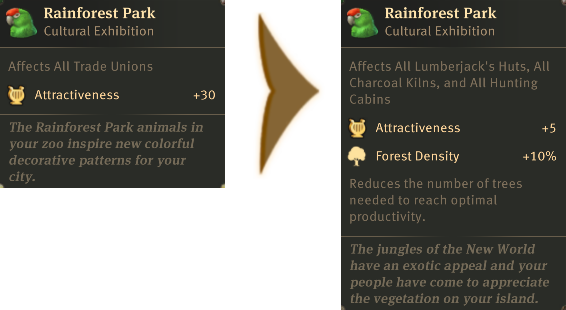 Rainforest Park
Cultural Exhibition
Affects All Trade Unions
Attractiveness +30
The Rainforest Park animals in
your zoo inspire new colorful
decorative patterns for your
city.
Rainforest Park
Cultural Exhibition
Affects All Lumberjack's Huts, All
Charcoal Kilns, and All Hunting
Cabins
Attractiveness +5
Forest Density +10%
Reduces the number of trees
needed to reach optimal
productivity.
The jungles of the New World
have an exotic appeal and your
people have come to appreciate
the vegetation on your island.